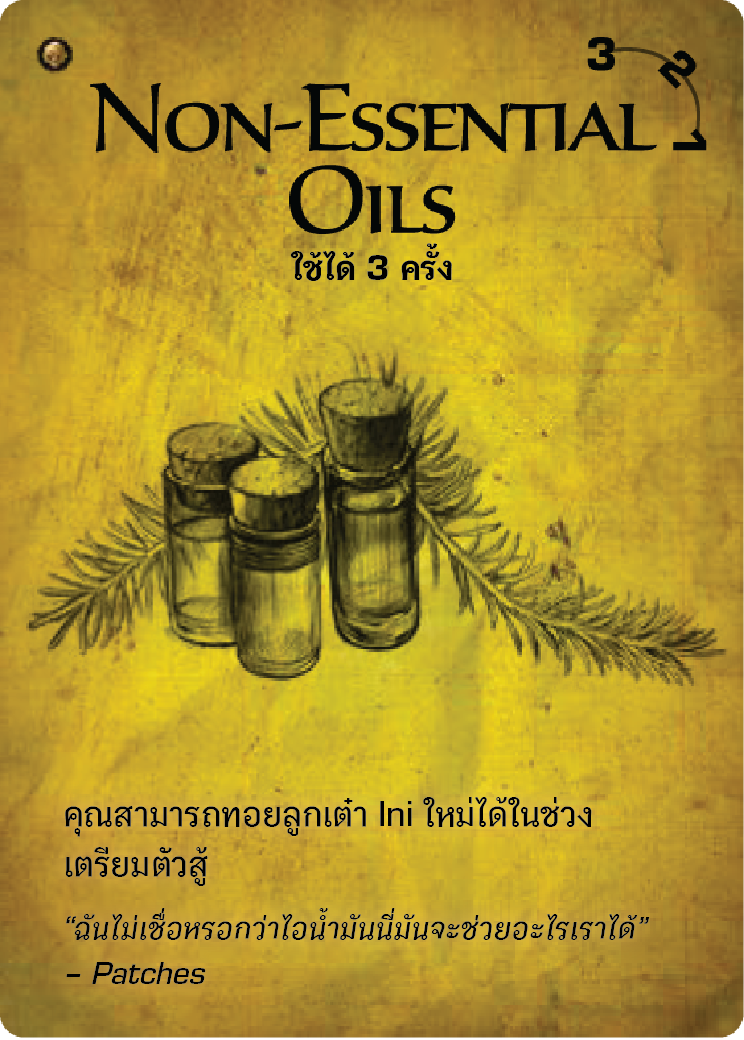 3
2
1
NON-ESSENTIAL
OILS
ใช้ได้ 3 ครั้ง
คุณสามารถทอยลูกเต๋า Ini ใหม่ได้ในช่วง
เตรียมตัวสู้
“ฉันไม่เชื่อหรอกว่าไอน้ำมันนี่มันจะช่วยอะไรเราได้”
– Patches